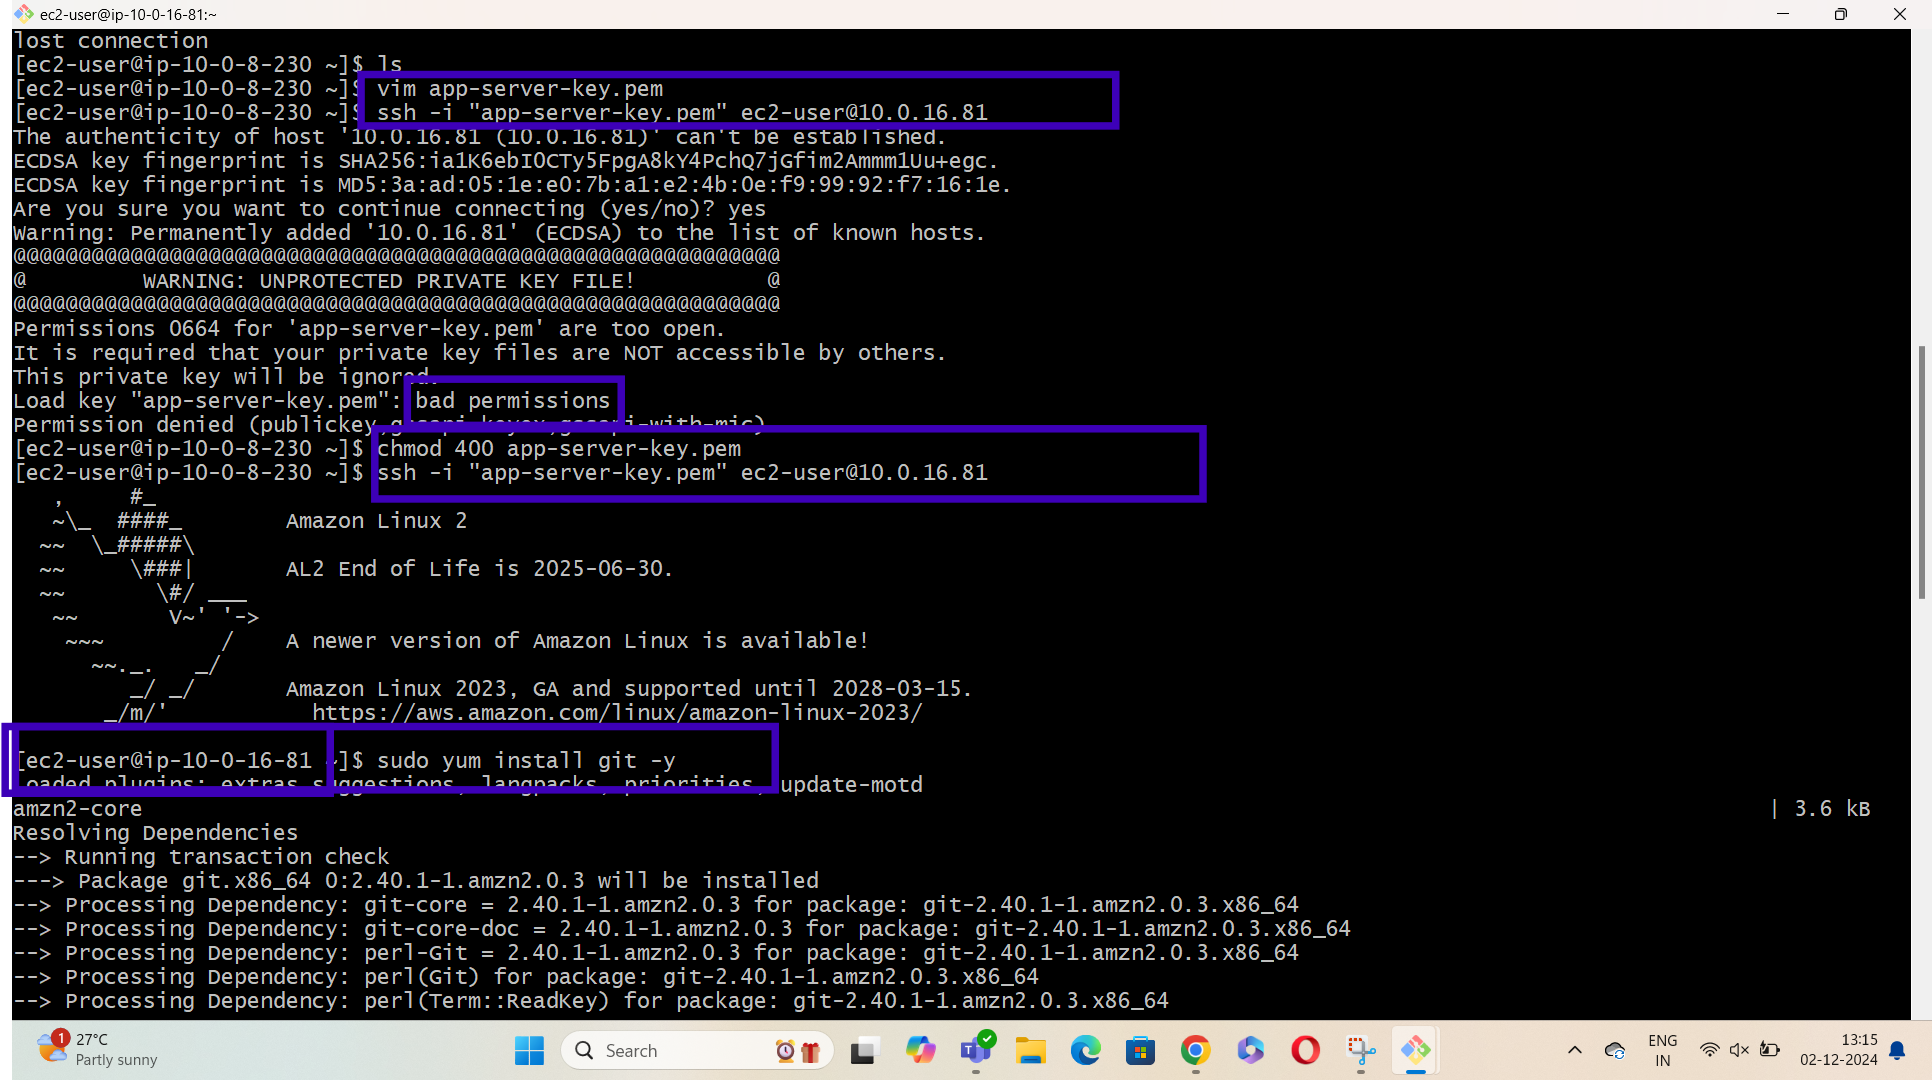 ec2-user@ip-10-0-16-81:~
lost connection
[ec2-user@ip-10-0-8-230 ~]$ ls
[ec2-user@ip-10-0-8-230 ~]$ vim app-server-key.pem
[ec2-user@ip-10-0-8-230 ~]$ ssh -i "app-server-key.pem" ec2-user@10.0.16.81
The authenticity of host '10.0.16.81 (10.0.16.81)' can't be established.
ECDSA key fingerprint is SHA256:ia1K6ebI0CTy5FpgA8kY4PchQ7jGfim2Ammm1Uu+egc.
ECDSA key fingerprint is MD5:3a:ad:05:1e:e0:7b:a1:e2:4b:0e:f9:99:92:f7:16:1e.
Are you sure you want to continue connecting (yes/no)? yes
Warning: Permanently added '10.0.16.81' (ECDSA) to the list of known hosts.
@@@@@@@@@@@@@@@@@@@@@@@@@@@@@@@@@@@@@@@@@@@@@@@@@@@@@@@@@@@
@         WARNING: UNPROTECTED PRIVATE KEY FILE!          @
@@@@@@@@@@@@@@@@@@@@@@@@@@@@@@@@@@@@@@@@@@@@@@@@@@@@@@@@@@@
Permissions 0664 for 'app-server-key.pem' are too open.
It is required that your private key files are NOT accessible by others.
This private key will be ignored.
Load key "app-server-key.pem": bad permissions
Permission denied (publickey,gssapi-keyex,gssapi-with-mic).
[ec2-user@ip-10-0-8-230 ~]$ chmod 400 app-server-key.pem
[ec2-user@ip-10-0-8-230 ~]$ ssh -i "app-server-key.pem" ec2-user@10.0.16.81
   ,     #_
   ~\_  ####_        Amazon Linux 2
  ~~  \_#####\
  ~~     \###|       AL2 End of Life is 2025-06-30.
  ~~       \#/ ___
   ~~       V~' '->
    ~~~         /    A newer version of Amazon Linux is available!
      ~~._.   _/
         _/ _/       Amazon Linux 2023, GA and supported until 2028-03-15.
       _/m/'           https://aws.amazon.com/linux/amazon-linux-2023/
[ec2-user@ip-10-0-16-81 ~]$ sudo yum install git -y
Loaded plugins: extras_suggestions, langpacks, priorities, update-motd
amzn2-core | 3.6 kB
Resolving Dependencies
--> Running transaction check
---> Package git.x86_64 0:2.40.1-1.amzn2.0.3 will be installed
--> Processing Dependency: git-core = 2.40.1-1.amzn2.0.3 for package: git-2.40.1-1.amzn2.0.3.x86_64
--> Processing Dependency: git-core-doc = 2.40.1-1.amzn2.0.3 for package: git-2.40.1-1.amzn2.0.3.x86_64
--> Processing Dependency: perl-Git = 2.40.1-1.amzn2.0.3 for package: git-2.40.1-1.amzn2.0.3.x86_64
--> Processing Dependency: perl(Git) for package: git-2.40.1-1.amzn2.0.3.x86_64
--> Processing Dependency: perl(Term::ReadKey) for package: git-2.40.1-1.amzn2.0.3.x86_64
1
27°C
Partly sunny
Search
ENG
IN
13:15
02-12-2024